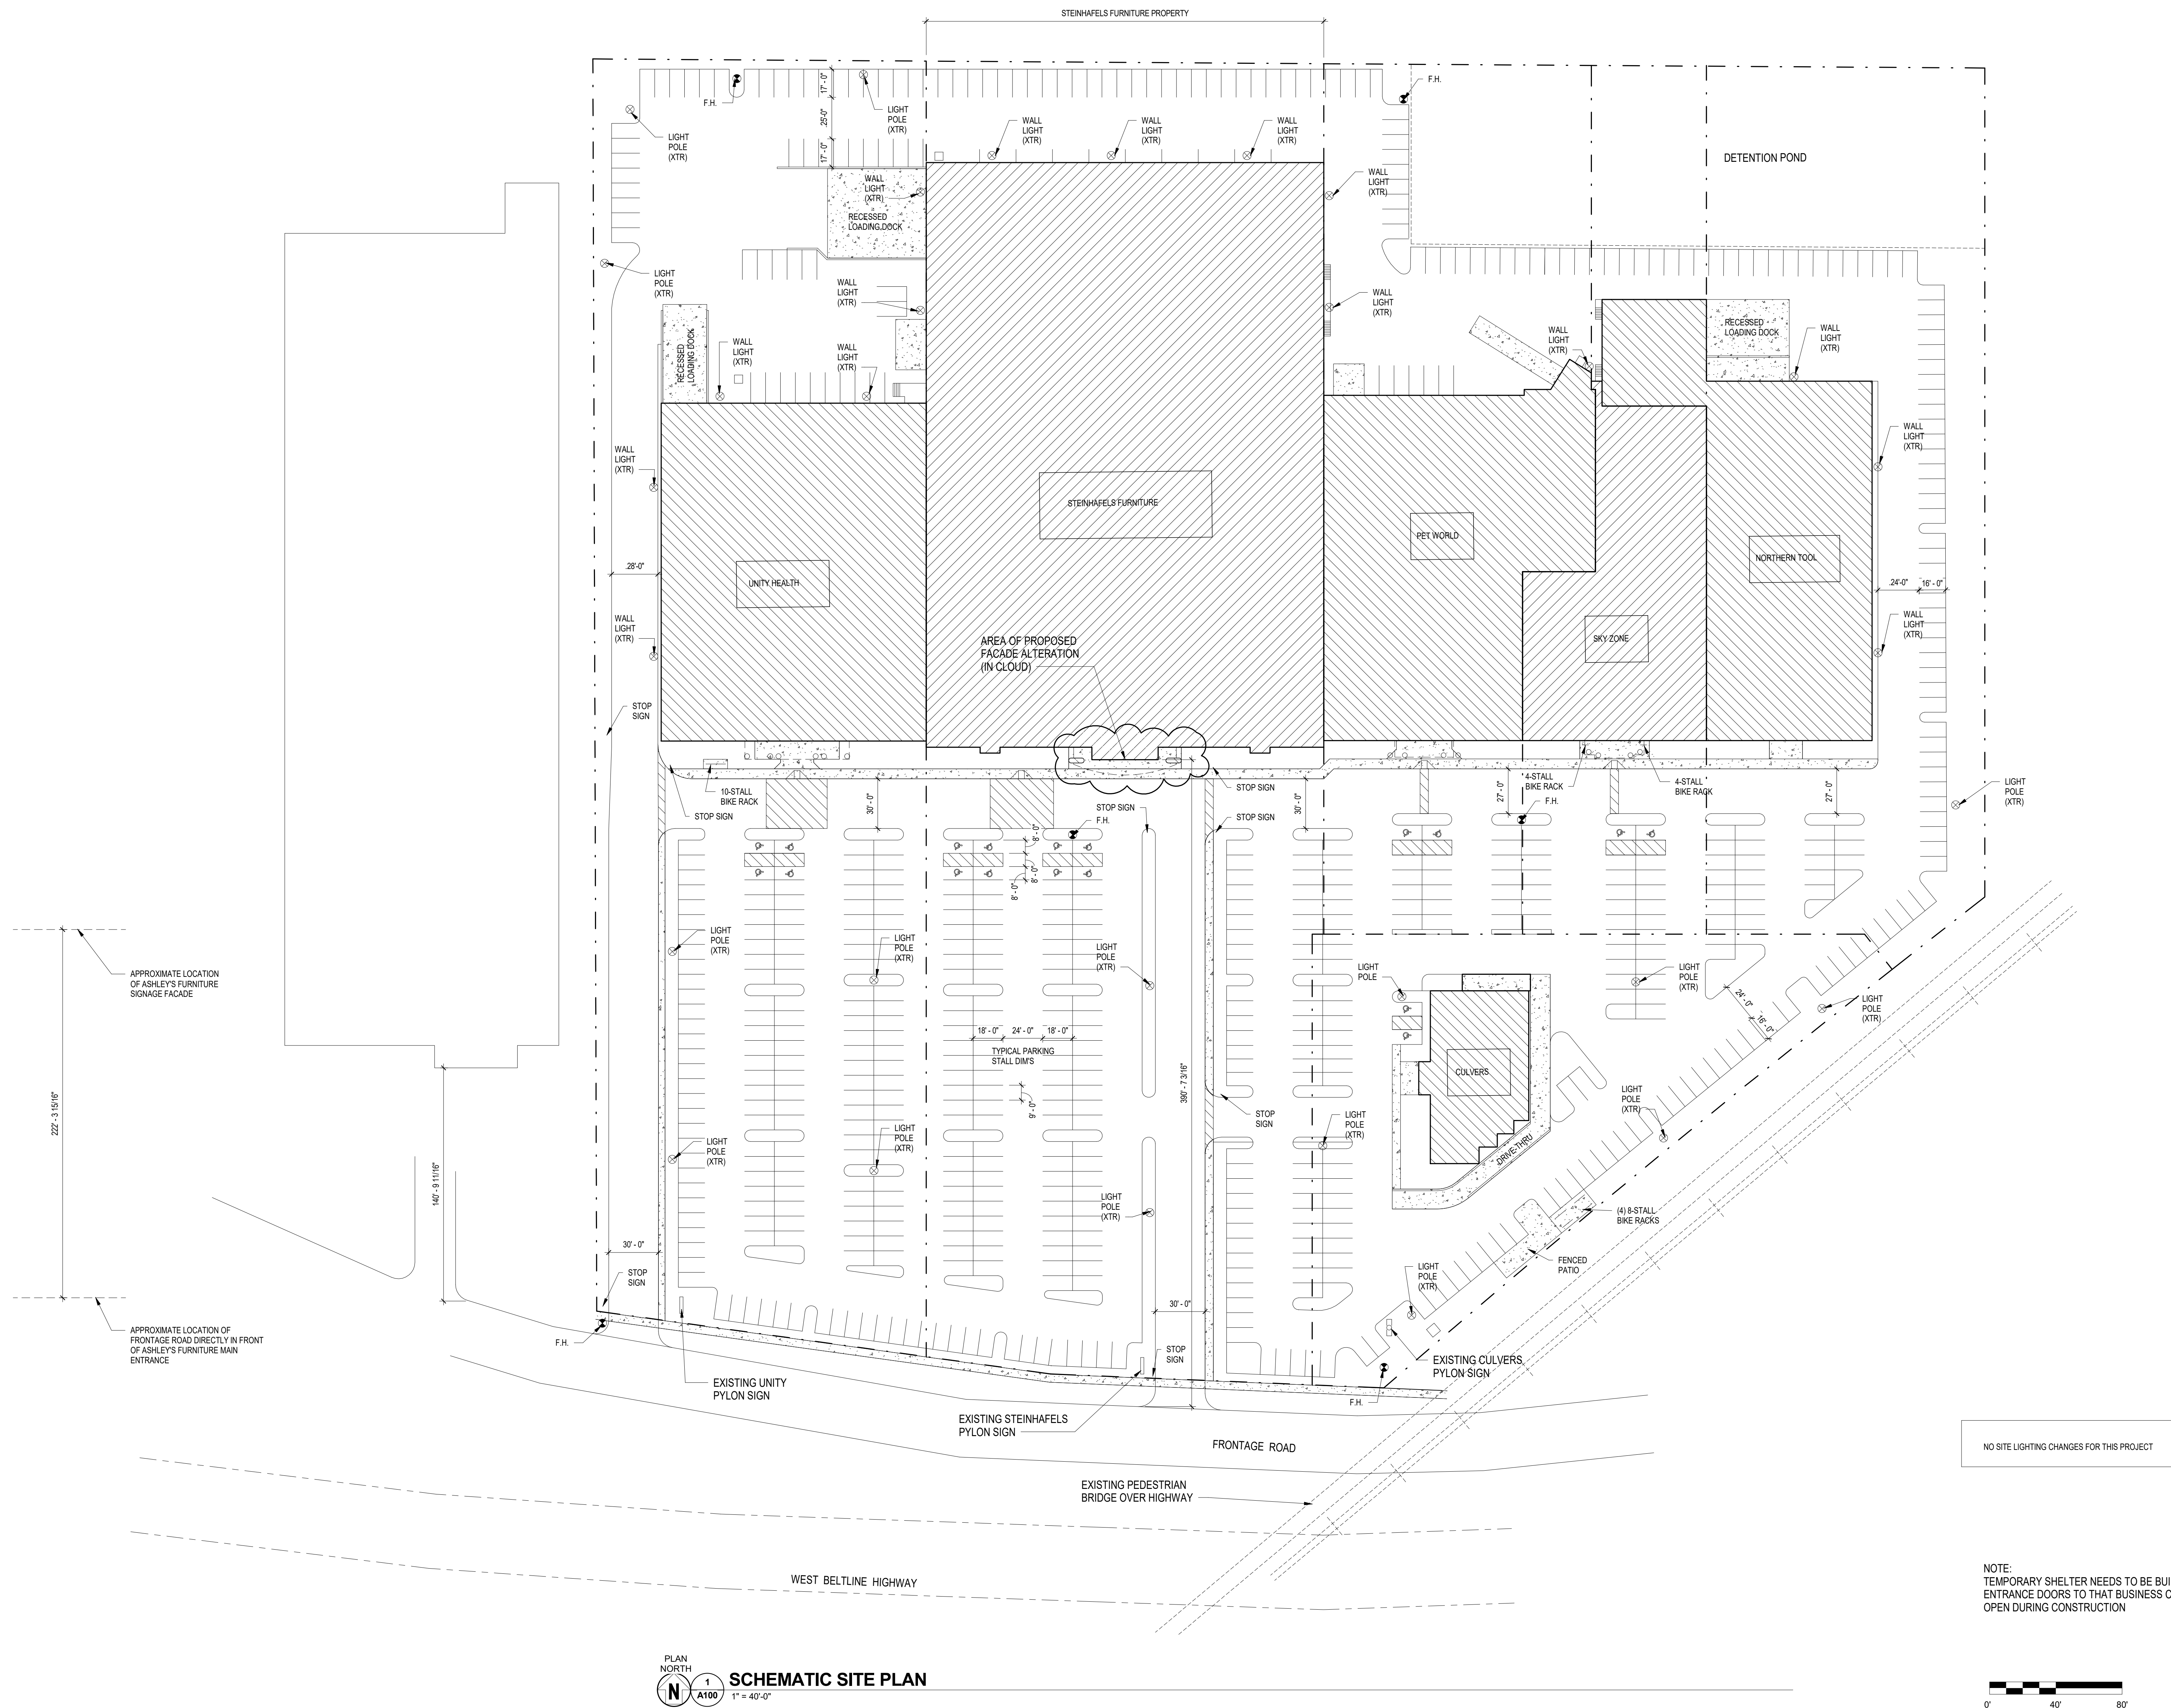 STEINHAFELS FURNITURE PROPERTY
F.H.
17' - 0"
25'-0"
17' - 0"
LIGHT
POLE
(XTR)
LIGHT
POLE
(XTR)
WALL
LIGHT
(XTR)
WALL
LIGHT
(XTR)
WALL
LIGHT
(XTR)
F.H.
DETENTION POND
WALL
LIGHT
(XTR)
RECESSED
LOADING DOCK
WALL
LIGHT
(XTR)
LIGHT
POLE
(XTR)
WALL
LIGHT
(XTR)
WALL
LIGHT
(XTR)
RECESSED
LOADING DOCK
WALL
LIGHT
(XTR)
WALL
LIGHT
(XTR)
WALL
LIGHT
(XTR)
RECESSED
LOADING DOCK
WALL
LIGHT
(XTR)
WALL
LIGHT
(XTR)
WALL
LIGHT
(XTR)
STEINHAFELS FURNITURE
PET WORLD
NORTHERN TOOL
28'-0"
UNITY HEALTH
24'-0"
16' - 0"
WALL
LIGHT
(XTR)
WALL
LIGHT
(XTR)
SKY ZONE
AREA OF PROPOSED
FACADE ALTERATION
(IN CLOUD)
STOP
SIGN
10-STALL
BIKE RACK
STOP SIGN
30' - 0"
STOP SIGN
F.H.
STOP SIGN
STOP SIGN
30' - 0"
4-STALL
BIKE RACK
27' - 0"
F.H.
4-STALL
BIKE RACK
27' - 0"
LIGHT
POLE
(XTR)
8' - 0"
8' - 0"
8' - 0"
LIGHT
POLE
(XTR)
LIGHT
POLE
(XTR)
LIGHT
POLE
(XTR)
LIGHT
POLE
LIGHT
POLE
(XTR)
24' - 0"
16' - 0"
LIGHT
POLE
(XTR)
APPROXIMATE LOCATION
OF ASHLEY'S FURNITURE
SIGNAGE FACADE
18' - 0"
24' - 0"
18' - 0"
TYPICAL PARKING
STALL DIM'S
9' - 0"
390' - 7 3/16"
CULVERS
DRIVE-THRU
222' - 3 15/16"
140' - 9 11/16"
LIGHT
POLE
(XTR)
LIGHT
POLE
(XTR)
STOP
SIGN
LIGHT
POLE
(XTR)
LIGHT
POLE
(XTR)
LIGHT
POLE
(XTR)
(4) 8-STALL
BIKE RACKS
FENCED
PATIO
30' - 0"
STOP
SIGN
30' - 0"
LIGHT
POLE
(XTR)
APPROXIMATE LOCATION OF
FRONTAGE ROAD DIRECTLY IN FRONT
OF ASHLEY'S FURNITURE MAIN
ENTRANCE
F.H.
STOP
SIGN
EXISTING CULVERS
PYLON SIGN
EXISTING UNITY
PYLON SIGN
F.H.
EXISTING STEINHAFELS
PYLON SIGN
FRONTAGE ROAD
NO SITE LIGHTING CHANGES FOR THIS PROJECT
EXISTING PEDESTRIAN
BRIDGE OVER HIGHWAY
WEST BELTLINE HIGHWAY
NOTE:
TEMPORARY SHELTER NEEDS TO BE BUI
ENTRANCE DOORS TO THAT BUSINESS
OPEN DURING CONSTRUCTION
PLAN
NORTH
N
1
A100
SCHEMATIC SITE PLAN
1" = 40'-0"
0'
40'
80'